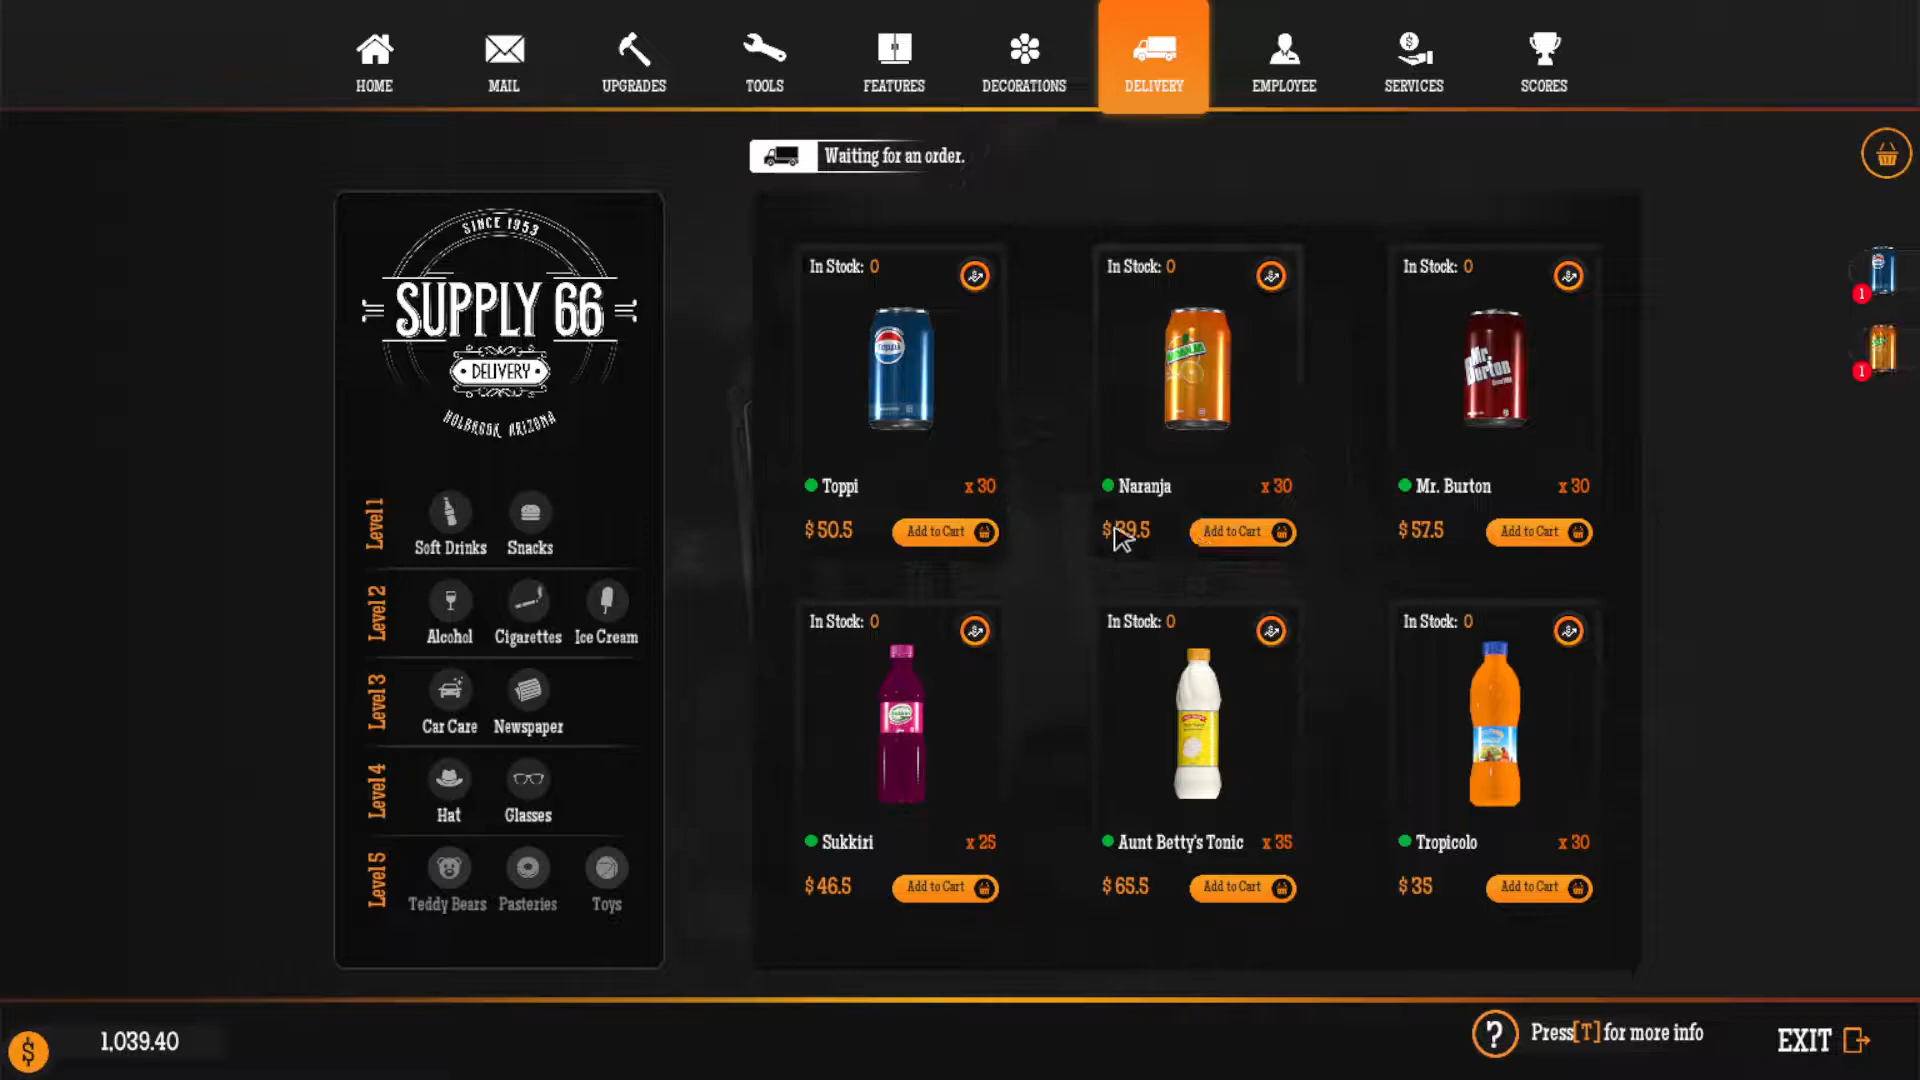 HOME
MAIL
UPGRADES
TOOLS
FEATURES
DECORATIONS
DELIVERY
EMPLOYEE
SERVICES
SCORES
Waiting for an order.
SINCE 1953
SUPPLY 66
• DELIVERY •
HOLBROOK, ARIZONA
Level 1
Soft Drinks
Snacks
Level 2
Alcohol
Cigarettes
Ice Cream
Level 3
Car Care
Newspaper
Level 4
Hat
Glasses
Level 5
Teddy Bears
Pasteries
Toys
In Stock: 0
In Stock: 0
In Stock: 0
TOPPI
NARANJA
Mr. Burton
Toppi x 30
Naranja x 30
Mr. Burton x 30
$ 50.5 Add to Cart
Add to Cart
$ 57.5 Add to Cart
In Stock: 0
In Stock: 0
In Stock: 0
Sukkiri x 25
Aunt Betty's Tonic x 35
Tropicolo x 30
$ 46.5 Add to Cart
$ 65.5 Add to Cart
$ 35 Add to Cart
1
1
$ 1,039.40
? Press[T] for more info
EXIT